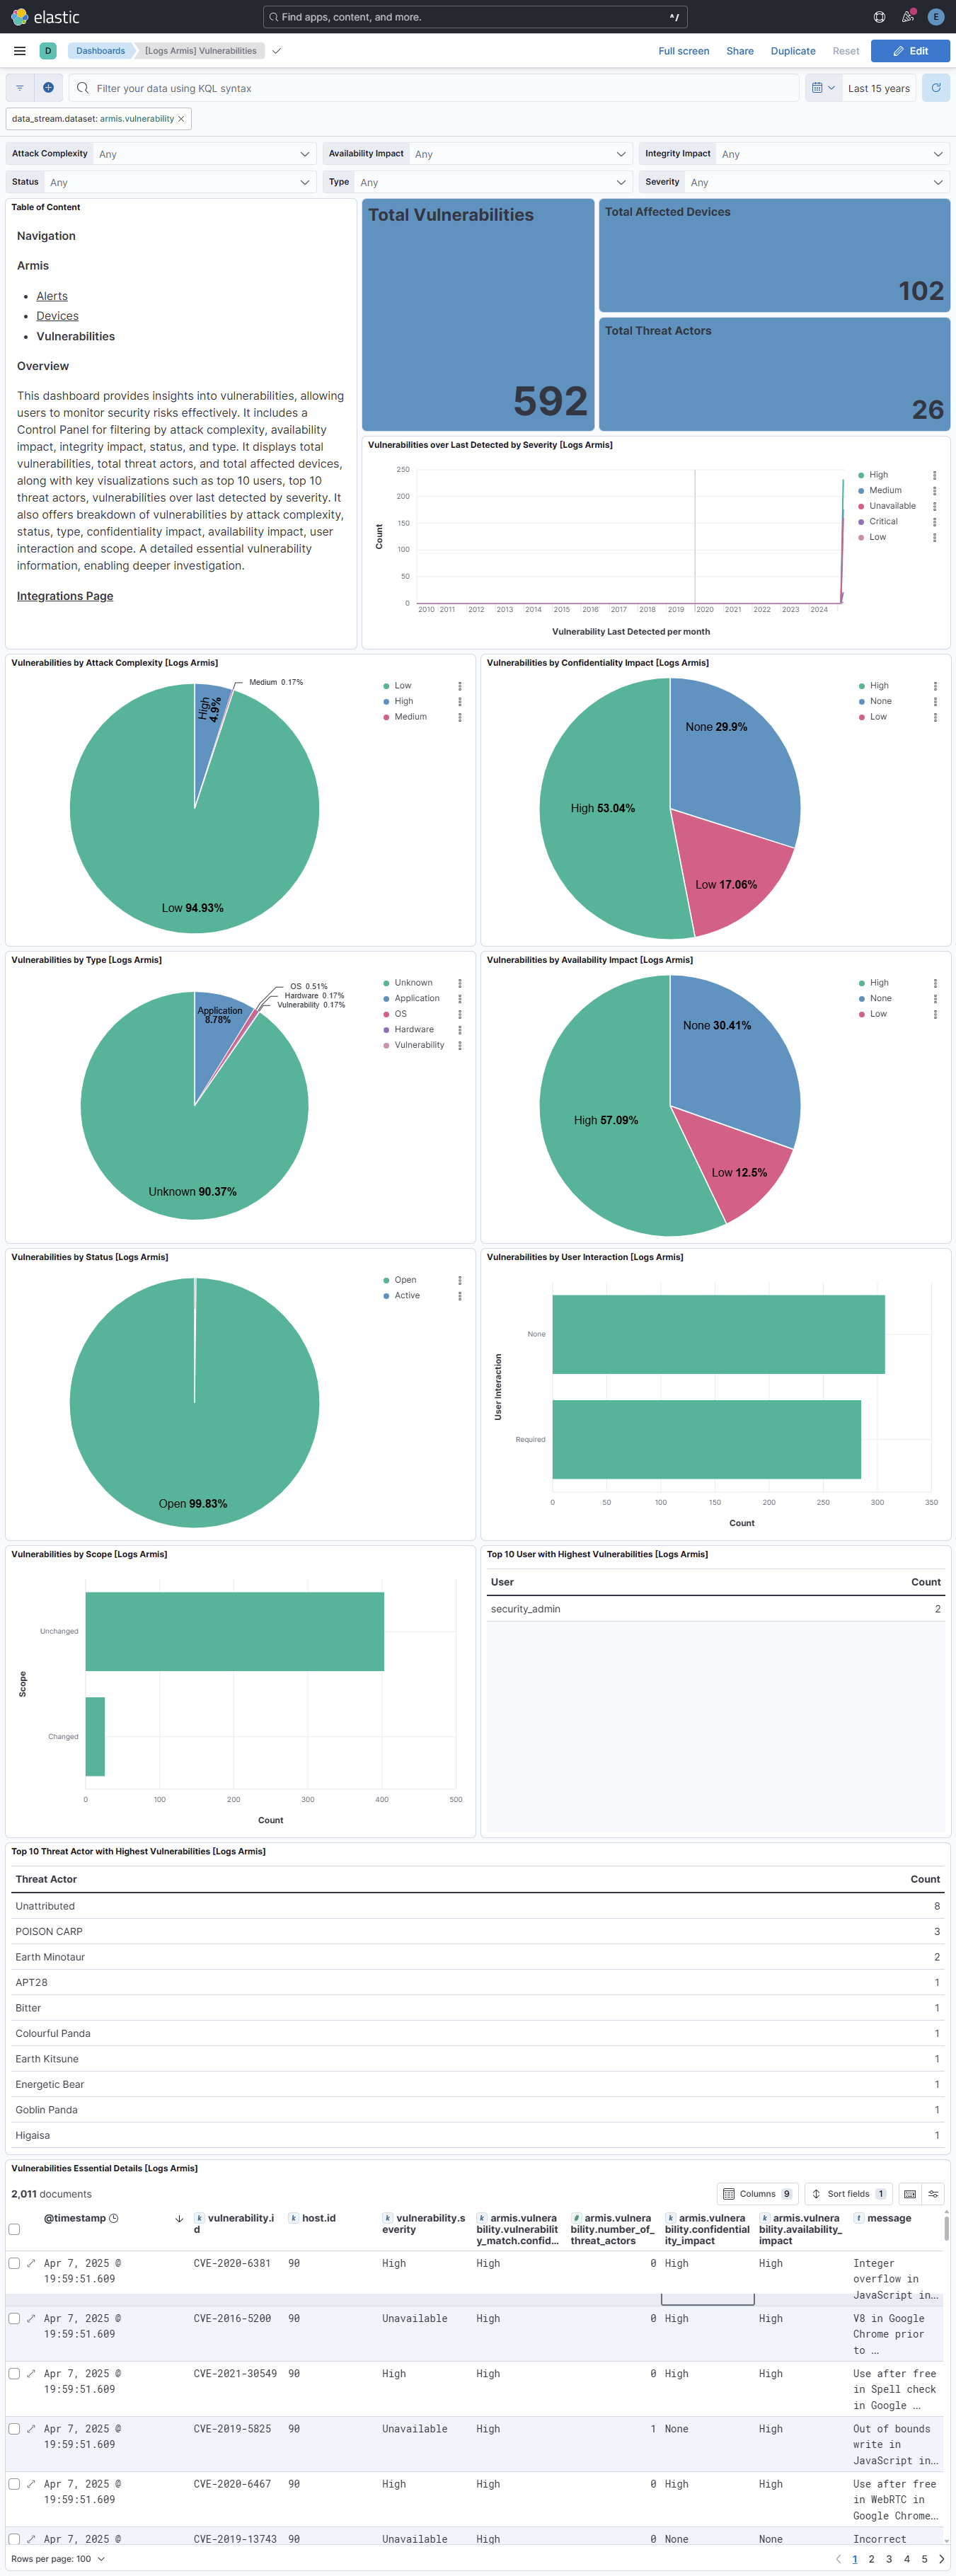 elastic
Find apps, content, and more.
^/
E
D
Dashboards
[Logs Armis] Vulnerabilities
Full screen
Share
Duplicate
Reset
Edit
Filter your data using KQL syntax
Last 15 years
data_stream.dataset: armis.vulnerability
Attack Complexity Any
Availability Impact Any
Integrity Impact Any
Status Any
Type Any
Severity Any
Table of Content
Navigation
Armis
Alerts
Devices
Vulnerabilities
Overview
This dashboard provides insights into vulnerabilities, allowing
users to monitor security risks effectively. It includes a
Control Panel for filtering by attack complexity, availability
impact, integrity impact, status, and type. It displays total
vulnerabilities, total threat actors, and total affected devices,
along with key visualizations such as top 10 users, top 10
threat actors, vulnerabilities over last detected by severity. It
also offers breakdown of vulnerabilities by attack complexity,
status, type, confidentiality impact, availability impact, user
interaction and scope. A detailed essential vulnerability
information, enabling deeper investigation.
Integrations Page
Total Vulnerabilities
592
Total Affected Devices
102
Total Threat Actors
26
Vulnerabilities over Last Detected by Severity [Logs Armis]
250
200
150
100
50
0
Count
2010 2011 2012 2013 2014 2015 2016 2017 2018 2019 2020 2021 2022 2023 2024
Vulnerability Last Detected per month
High
Medium
Unavailable
Critical
Low
Vulnerabilities by Attack Complexity [Logs Armis]
Medium 0.17%
High
4.9%
Low 94.93%
Low
High
Medium
Vulnerabilities by Confidentiality Impact [Logs Armis]
None 29.9%
High 53.04%
Low 17.06%
High
None
Low
Vulnerabilities by Type [Logs Armis]
OS 0.51%
Hardware 0.17%
Vulnerability 0.17%
Application
8.78%
Unknown 90.37%
Unknown
Application
OS
Hardware
Vulnerability
Vulnerabilities by Availability Impact [Logs Armis]
None 30.41%
High 57.09%
Low 12.5%
High
None
Low
Vulnerabilities by Status [Logs Armis]
Open 99.83%
Open
Active
Vulnerabilities by User Interaction [Logs Armis]
User Interaction
None
Required
0 50 100 150 200 250 300 350
Count
Vulnerabilities by Scope [Logs Armis]
Scope
Unchanged
Changed
0 100 200 300 400 500
Count
Top 10 User with Highest Vulnerabilities [Logs Armis]
User Count
security_admin 2
Top 10 Threat Actor with Highest Vulnerabilities [Logs Armis]
Threat Actor Count
Unattributed 8
POISON CARP 3
Earth Minotaur 2
APT28 1
Bitter 1
Colourful Panda 1
Earth Kitsune 1
Energetic Bear 1
Goblin Panda 1
Higaisa 1
Vulnerabilities Essential Details [Logs Armis]
2,011 documents
Columns 9
Sort fields 1
@timestamp k vulnerability.i k host.id k vulnerability.s k armis.vulnera # armis.vulnera k armis.vulnera k armis.vulnera t message
d everity bility.vulnerabilit bility.number_of_ bility.confidential bility.availability_
y_match.confid... threat_actors ity_impact impact
Apr 7, 2025 @ CVE-2020-6381 90 High High 0 High High Integer
19:59:51.609 overflow in
JavaScript in...
Apr 7, 2025 @ CVE-2016-5200 90 Unavailable High 0 High High V8 in Google
19:59:51.609 Chrome prior
to ...
Apr 7, 2025 @ CVE-2021-30549 90 High High 0 High High Use after free
19:59:51.609 in Spell check
in Google ...
Apr 7, 2025 @ CVE-2019-5825 90 Unavailable High 1 None High Out of bounds
19:59:51.609 write in
JavaScript in...
Apr 7, 2025 @ CVE-2020-6467 90 High High 0 High High Use after free
19:59:51.609 in WebRTC in
Google Chrome...
Apr 7, 2025 @ CVE-2019-13743 90 Unavailable High 0 None None Incorrect
Rows per page: 100
1 2 3 4 5